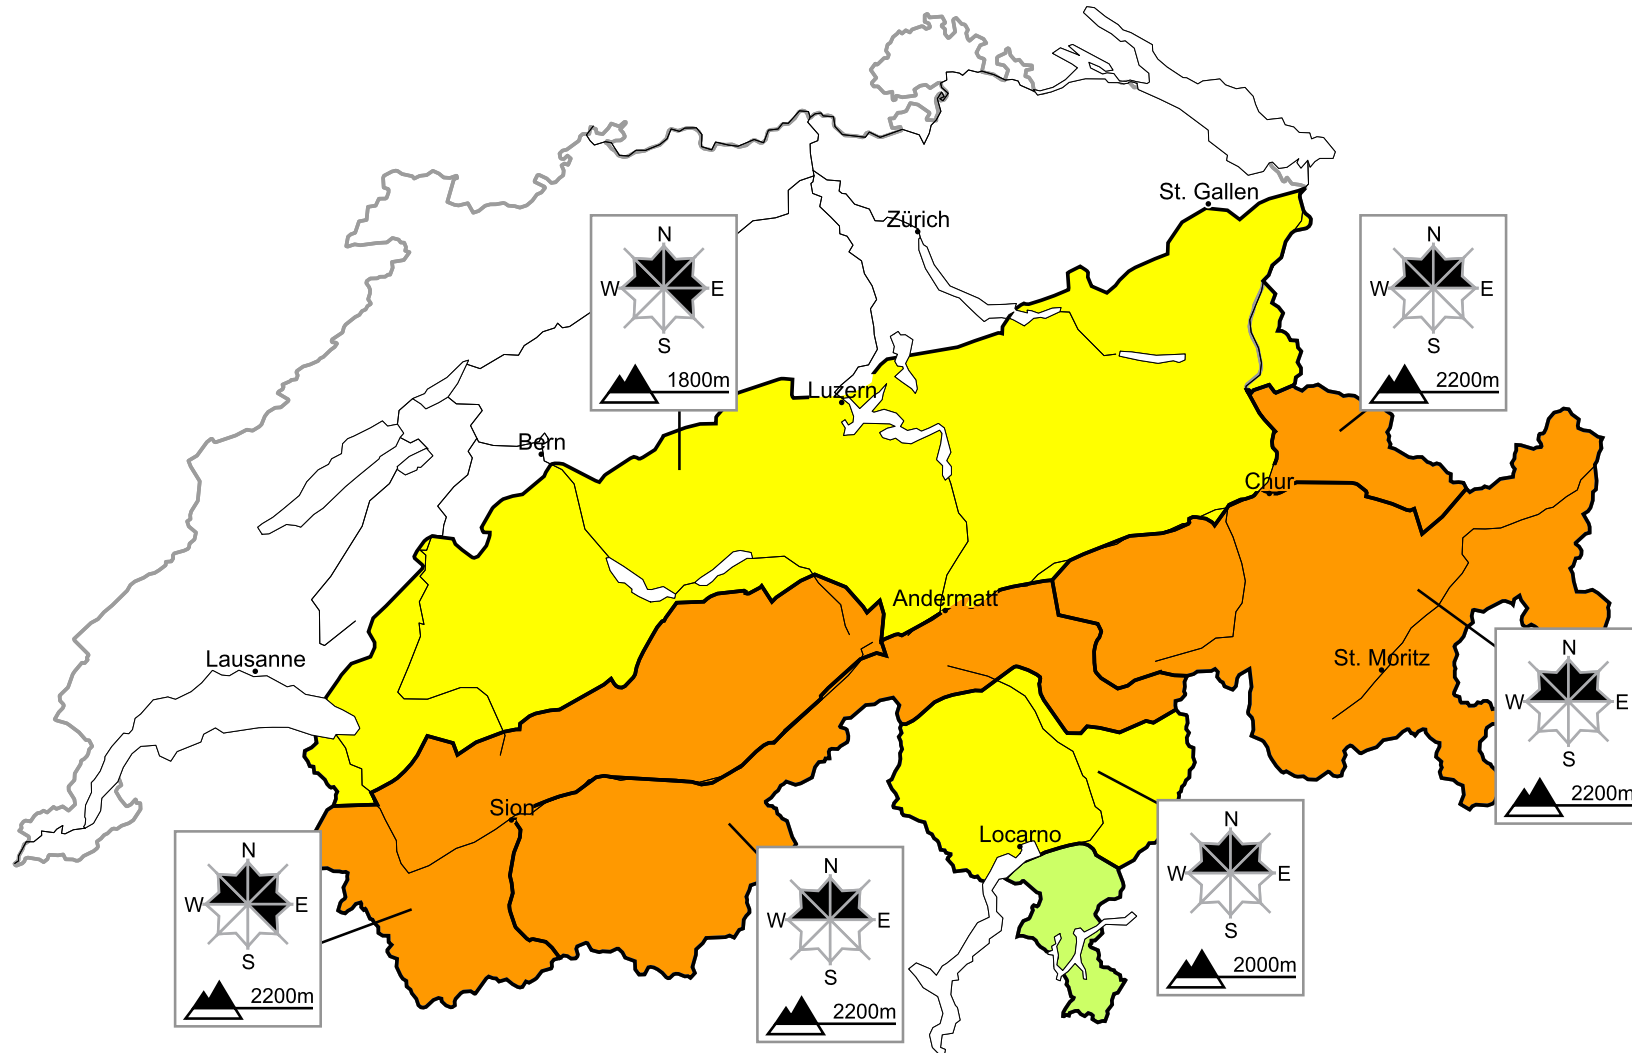 St. Gallen
Zürich
N
W E
S
1800m
N
W E
S
2200m
Luzern
Bern
Chur
Andermatt
Lausanne
St. Moritz
N
W E
S
2200m
Sion
Locarno
N
W E
S
2200m
N
W E
S
2200m
N
W E
S
2000m